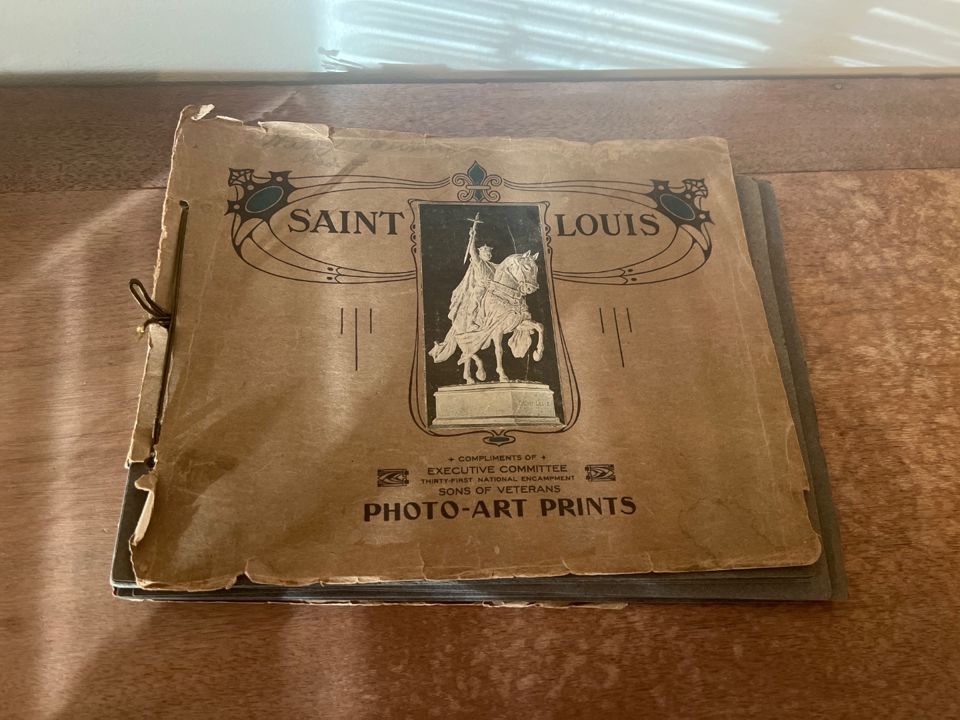 SAINT LOUIS
+ COMPLIMENTS OF +
EXECUTIVE COMMITTEE
THIRTY-FIRST NATIONAL ENCAMPMENT
SONS OF VETERANS
PHOTO-ART PRINTS